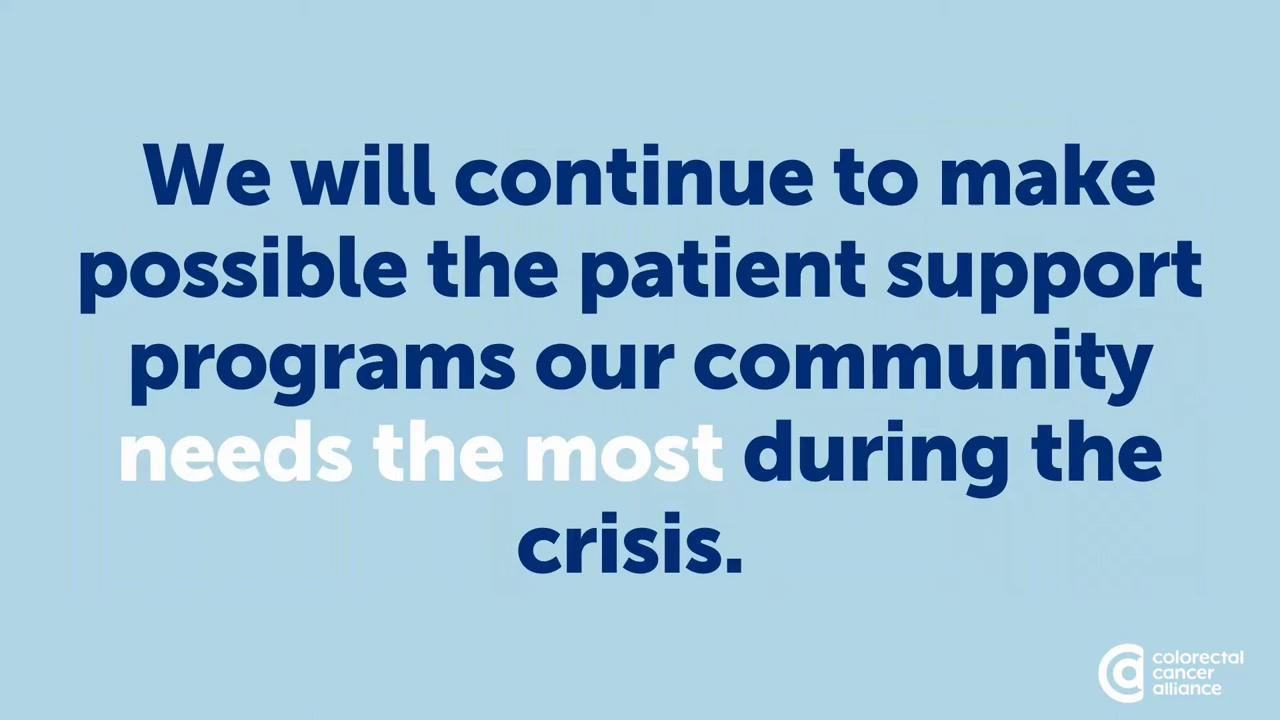 We will continue to make
possible the patient support
programs our community
needs the most during the
crisis.
colorectal
cancer
alliance